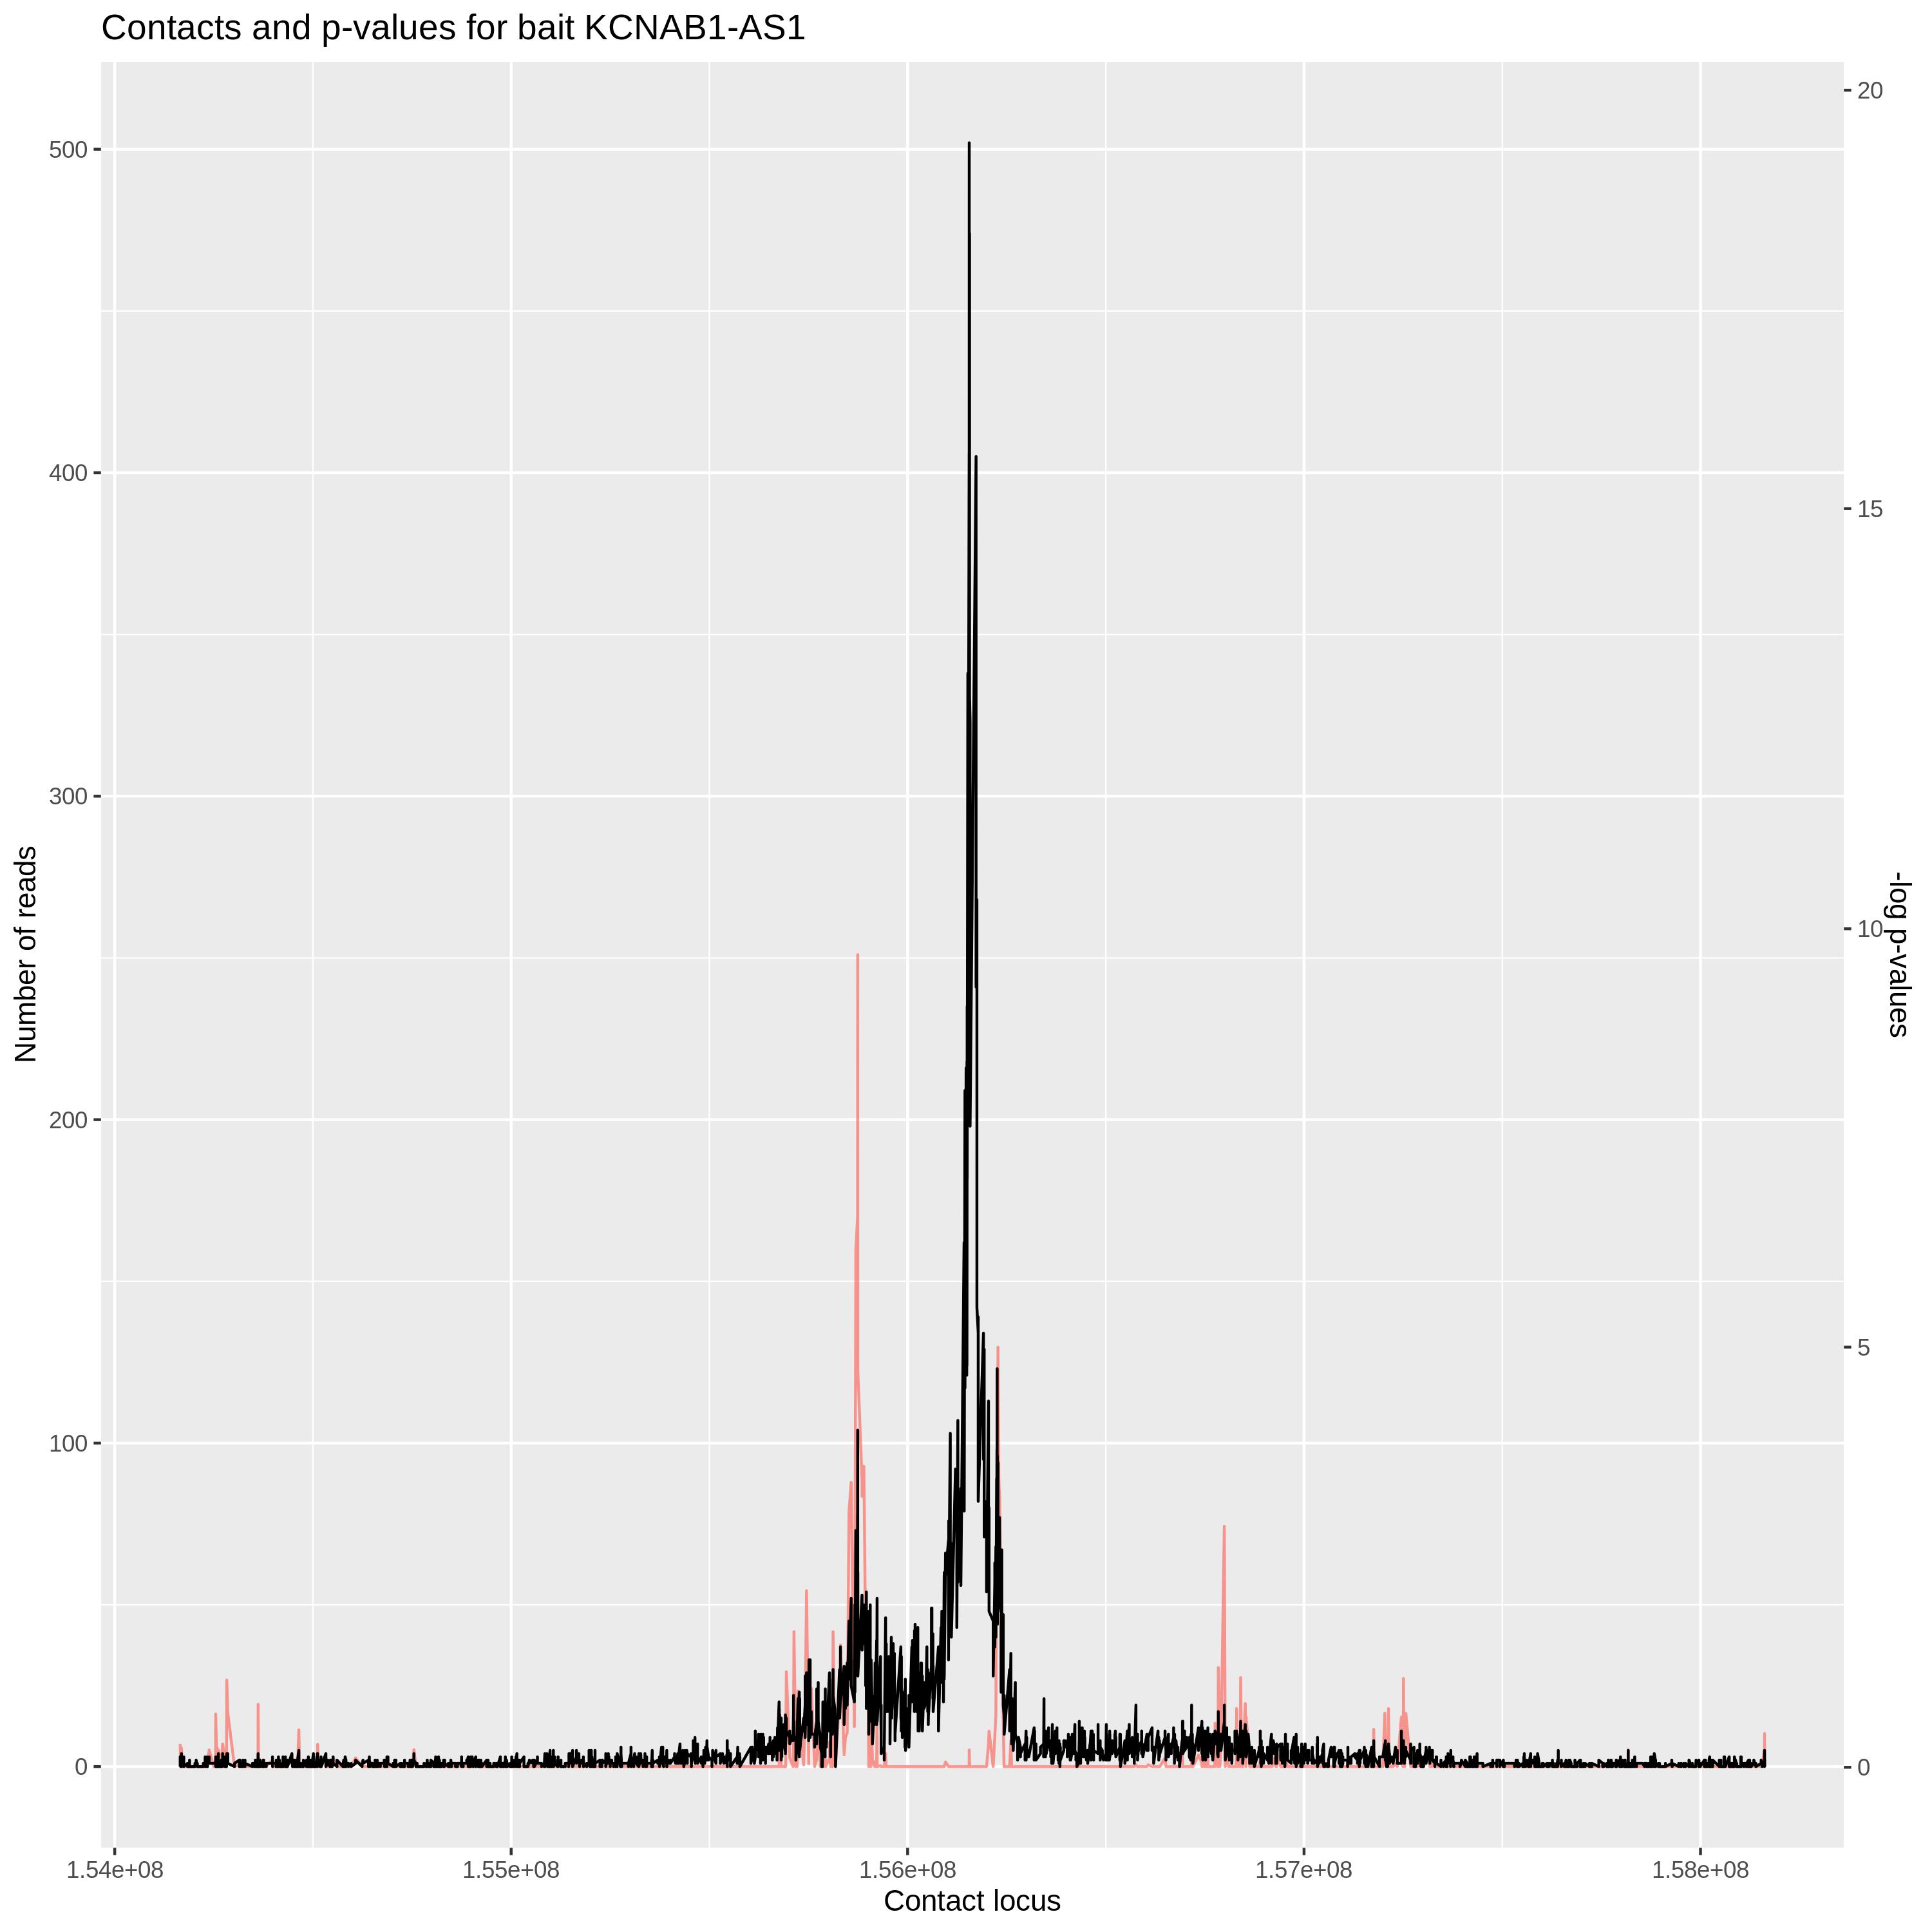 Contacts and p-values for bait KCNAB1-AS1
500
400
300
200
100
0
Number of reads
20
15
10
5
0
-log p-values
1.54e+08
1.55e+08
1.56e+08
1.57e+08
1.58e+08
Contact locus